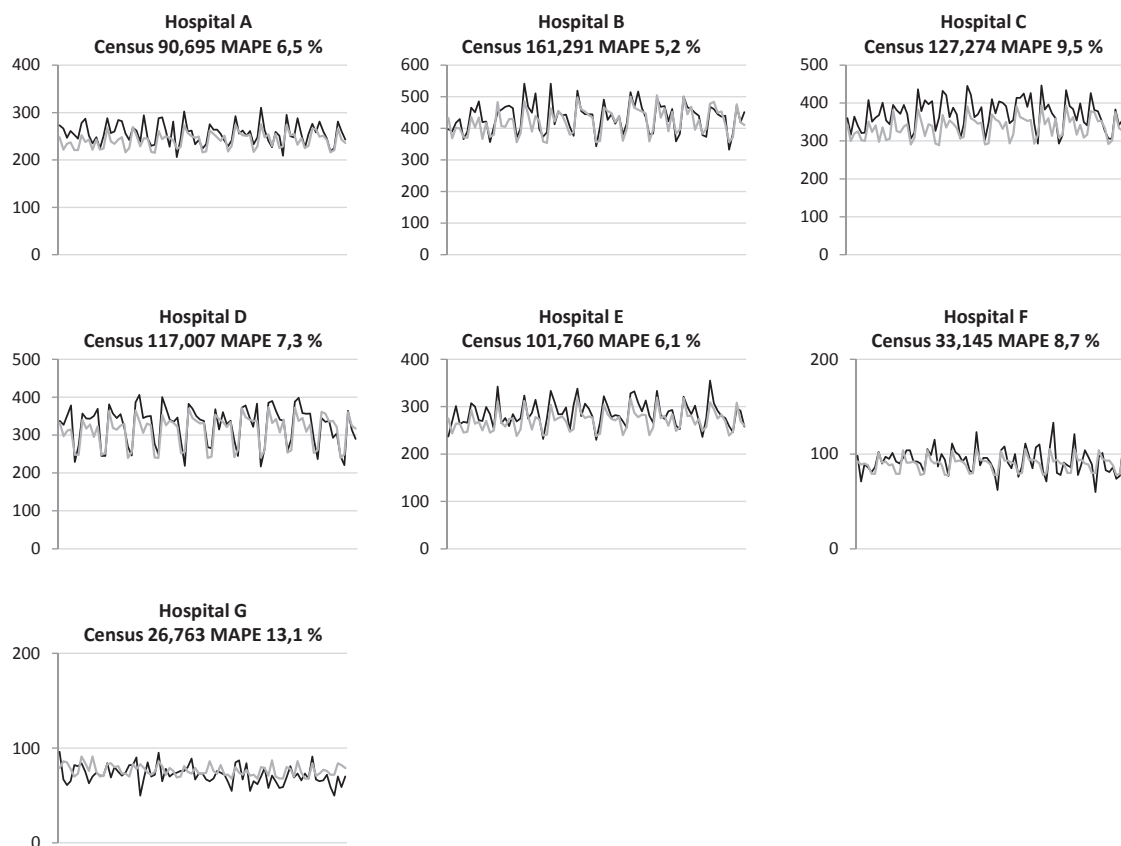 Hospital A
Census 90,695 MAPE 6,5 %
400
300
200
100
0
Hospital B
Census 161,291 MAPE 5,2 %
600
500
400
300
200
100
0
Hospital C
Census 127,274 MAPE 9,5 %
500
400
300
200
100
0
Hospital D
Census 117,007 MAPE 7,3 %
500
400
300
200
100
0
Hospital E
Census 101,760 MAPE 6,1 %
400
300
200
100
0
Hospital F
Census 33,145 MAPE 8,7 %
200
100
0
Hospital G
Census 26,763 MAPE 13,1 %
200
100
0